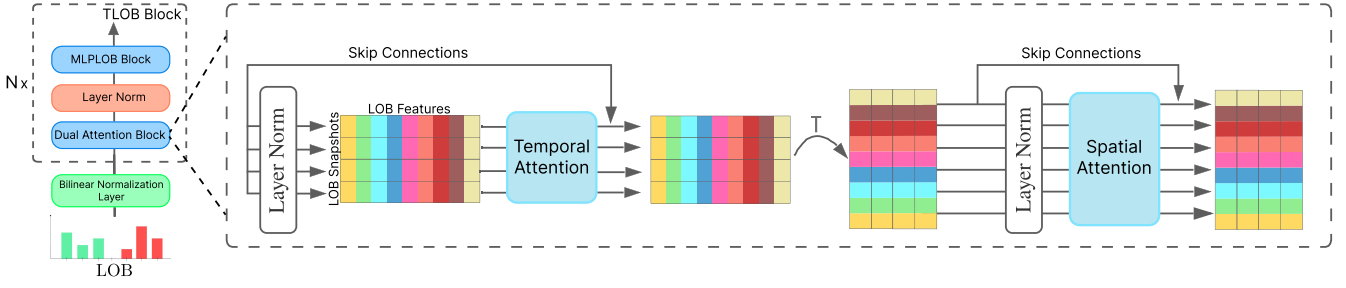 TLOB Block
N x
MLPLOB Block
Layer Norm
Dual Attention Block
Bilinear Normalization
Layer
LOB
Skip Connections
Layer Norm
LOB Snapshots
LOB Features
Temporal
Attention
T
Skip Connections
Layer Norm
Spatial
Attention